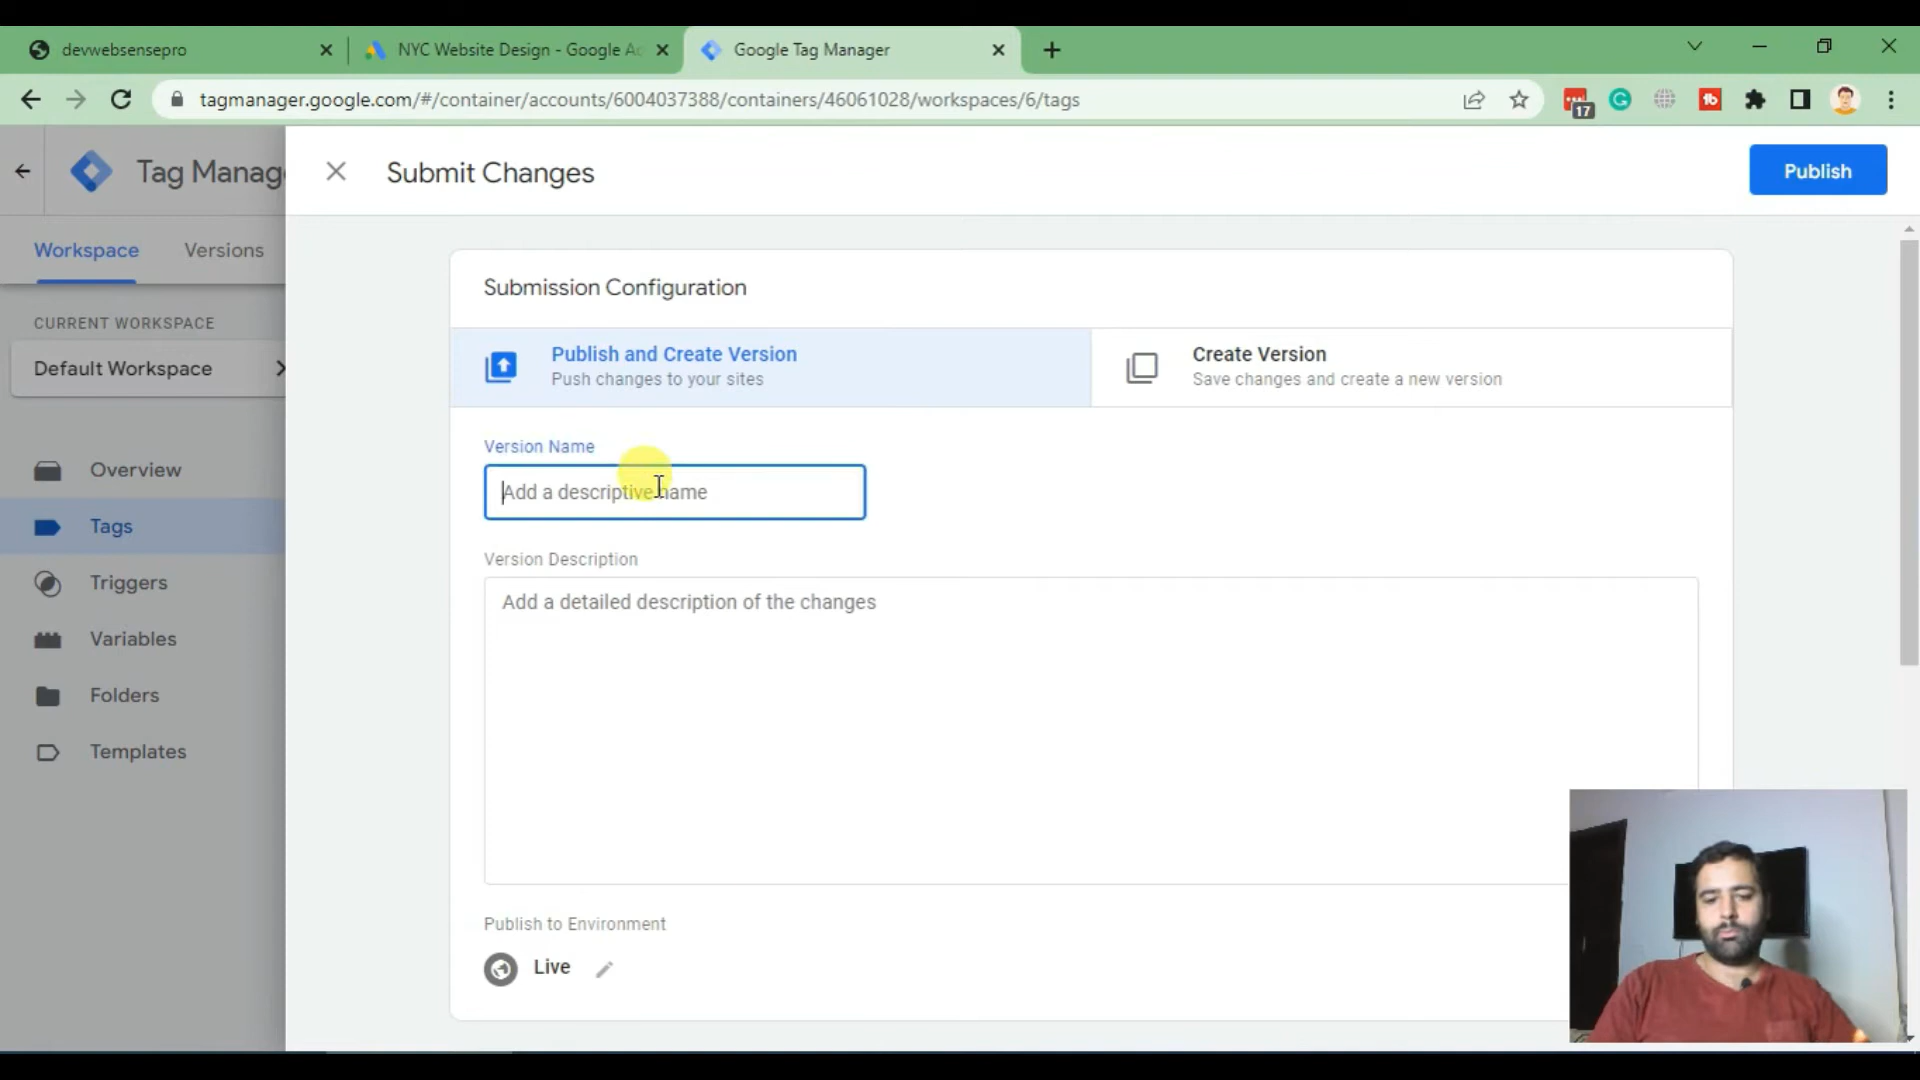 devwebsensepro
NYC Website Design - Google Ac
Google Tag Manager
tagmanager.google.com/#/container/accounts/6004037388/containers/46061028/workspaces/6/tags
17
Tag Manag
Submit Changes
Publish
Workspace
Versions
Submission Configuration
CURRENT WORKSPACE
Default Workspace
Publish and Create Version
Push changes to your sites
Create Version
Save changes and create a new version
Version Name
Add a descriptive name
Overview
Tags
Triggers
Variables
Folders
Templates
Version Description
Add a detailed description of the changes
Publish to Environment
Live